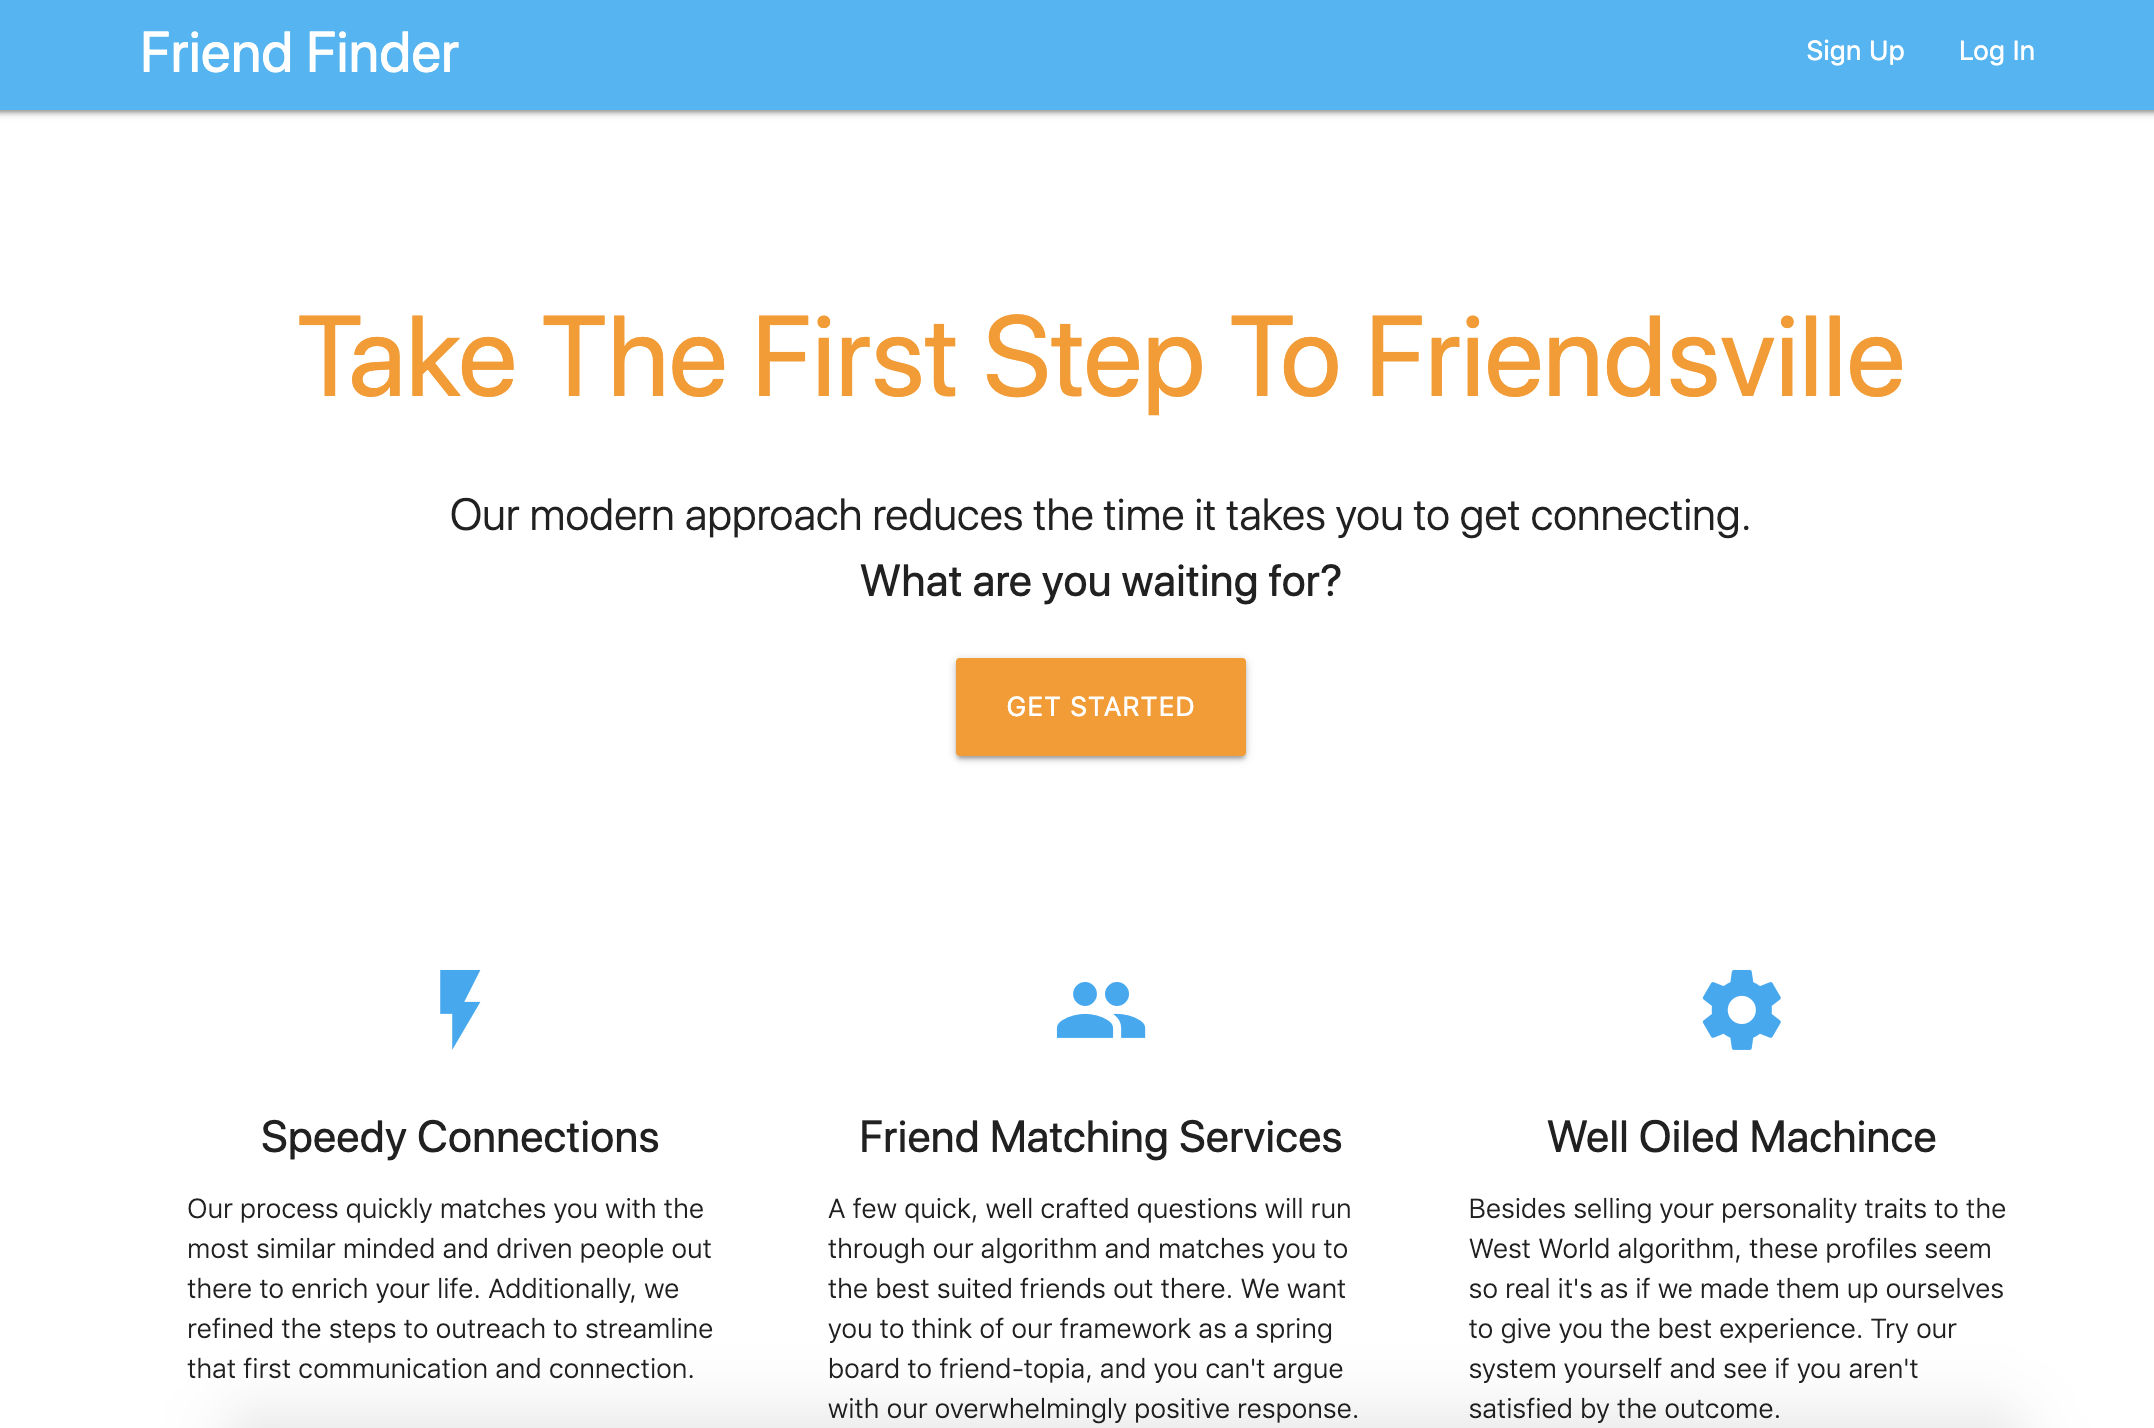 Friend Finder
Sign Up
Log In
Take The First Step To Friendsville
Our modern approach reduces the time it takes you to get connecting.
What are you waiting for?
GET STARTED
Speedy Connections
Our process quickly matches you with the
most similar minded and driven people out
there to enrich your life. Additionally, we
refined the steps to outreach to streamline
that first communication and connection.
Friend Matching Services
A few quick, well crafted questions will run
through our algorithm and matches you to
the best suited friends out there. We want
you to think of our framework as a spring
board to friend-topia, and you can't argue
with our overwhelmingly positive response.
Well Oiled Machince
Besides selling your personality traits to the
West World algorithm, these profiles seem
so real it's as if we made them up ourselves
to give you the best experience. Try our
system yourself and see if you aren't
satisfied by the outcome.